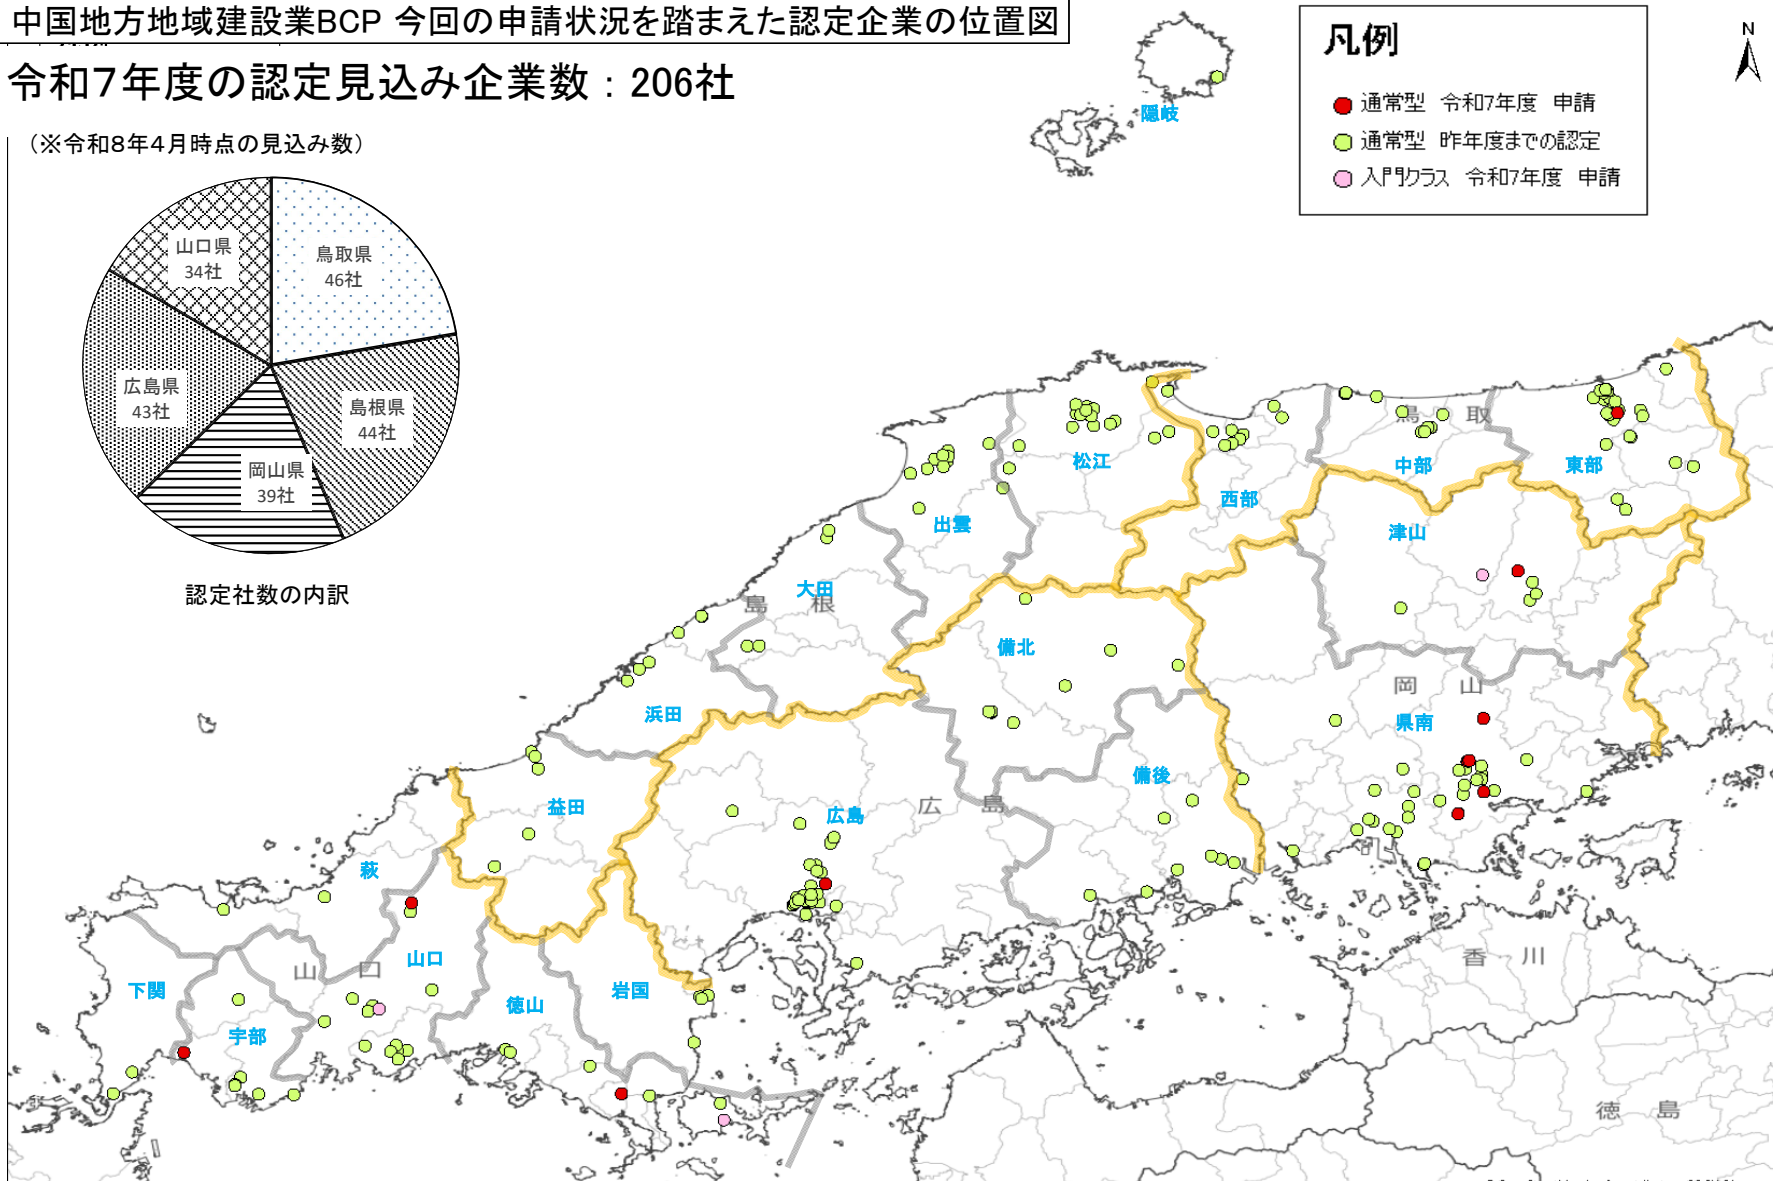 中国地方地域建設業BCP 今回の申請状況を踏まえた認定企業の位置図
令和7年度の認定見込み企業数：206社
（※令和8年4月時点の見込み数）
山口県
34社
鳥取県
46社
広島県
43社
島根県
44社
岡山県
39社
認定社数の内訳
凡例
通常型 令和7年度 申請
通常型 昨年度までの認定
入門クラス 令和7年度 申請
N
隠岐
鳥 取
松江
中部
東部
西部
出雲
津山
大田
島 根
備北
岡 山
浜田
県南
備後
益田
広島
広 島
萩
山口
山 口
香 川
下関
徳山
岩国
宇部
徳 島